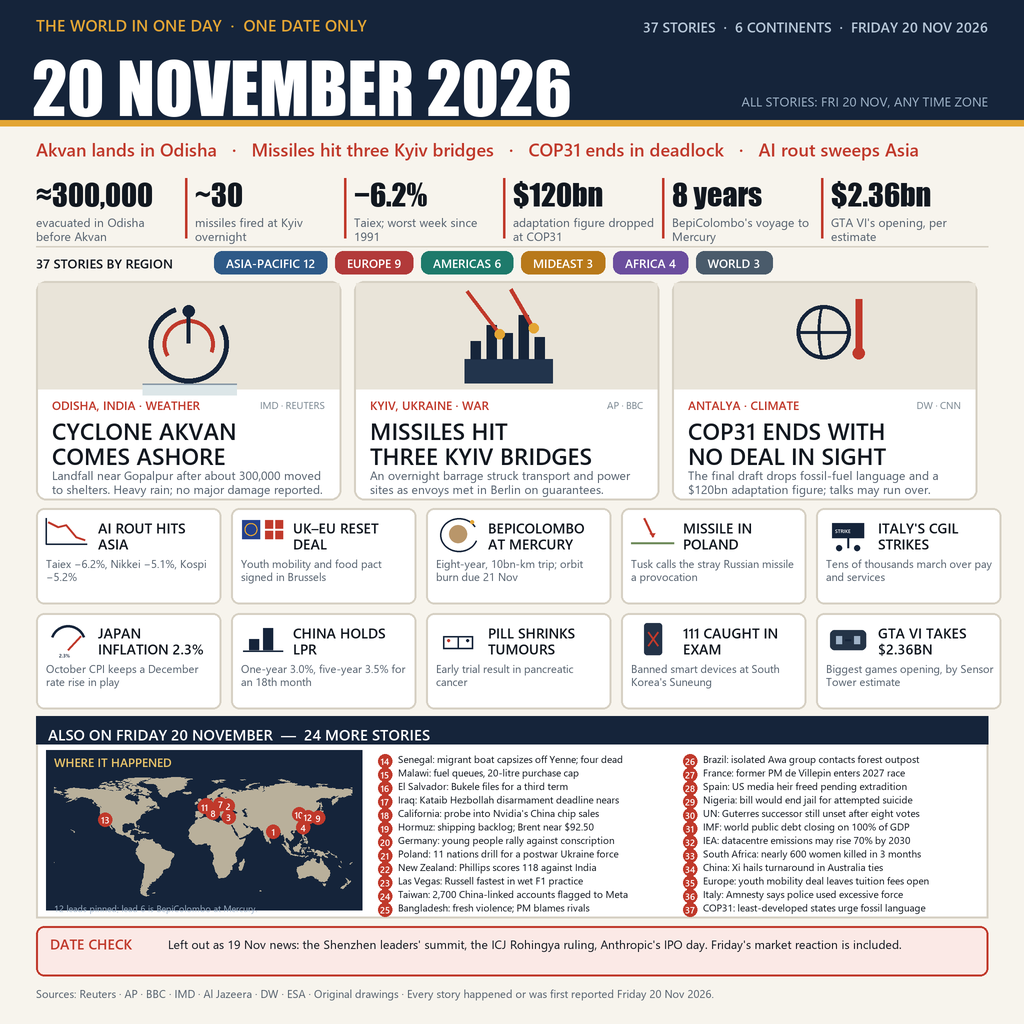 THE WORLD IN ONE DAY · ONE DATE ONLY
37 STORIES · 6 CONTINENTS · FRIDAY 20 NOV 2026
20 NOVEMBER 2026
ALL STORIES: FRI 20 NOV, ANY TIME ZONE
Akvan lands in Odisha · Missiles hit three Kyiv bridges · COP31 ends in deadlock · AI rout sweeps Asia
≈300,000
evacuated in Odisha
before Akvan
~30
missiles fired at Kyiv
overnight
−6.2%
Taiex; worst week since
1991
$120bn
adaptation figure dropped
at COP31
8 years
BepiColombo's voyage to
Mercury
$2.36bn
GTA VI's opening, per
estimate
37 STORIES BY REGION
ASIA-PACIFIC 12
EUROPE 9
AMERICAS 6
MIDEAST 3
AFRICA 4
WORLD 3
ODISHA, INDIA · WEATHER
IMD · REUTERS
CYCLONE AKVAN
COMES ASHORE
Landfall near Gopalpur after about 300,000 moved
to shelters. Heavy rain; no major damage reported.
KYIV, UKRAINE · WAR
AP · BBC
MISSILES HIT
THREE KYIV BRIDGES
An overnight barrage struck transport and power
sites as envoys met in Berlin on guarantees.
ANTALYA · CLIMATE
DW · CNN
COP31 ENDS WITH
NO DEAL IN SIGHT
The final draft drops fossil-fuel language and a
$120bn adaptation figure; talks may run over.
AI ROUT HITS
ASIA
Taiex −6.2%, Nikkei −5.1%, Kospi
−5.2%
UK–EU RESET
DEAL
Youth mobility and food pact
signed in Brussels
BEPICOLOMBO
AT MERCURY
Eight-year, 10bn-km trip; orbit
burn due 21 Nov
MISSILE IN
POLAND
Tusk calls the stray Russian missile
a provocation
STRIKE
ITALY'S CGIL
STRIKES
Tens of thousands march over pay
and services
2.3%
JAPAN
INFLATION 2.3%
October CPI keeps a December
rate rise in play
CHINA HOLDS
LPR
One-year 3.0%, five-year 3.5% for
an 18th month
PILL SHRINKS
TUMOURS
Early trial result in pancreatic
cancer
111 CAUGHT IN
EXAM
Banned smart devices at South
Korea's Suneung
GTA VI TAKES
$2.36BN
Biggest games opening, by Sensor
Tower estimate
ALSO ON FRIDAY 20 NOVEMBER — 24 MORE STORIES
WHERE IT HAPPENED
13
11
7
2
8
3
1
10
12
9
4
12 leads pinned; lead 6 is BepiColombo at Mercury
14 Senegal: migrant boat capsizes off Yenne; four dead
15 Malawi: fuel queues, 20-litre purchase cap
16 El Salvador: Bukele files for a third term
17 Iraq: Kataib Hezbollah disarmament deadline nears
18 California: probe into Nvidia's China chip sales
19 Hormuz: shipping backlog; Brent near $92.50
20 Germany: young people rally against conscription
21 Poland: 11 nations drill for a postwar Ukraine force
22 New Zealand: Phillips scores 118 against India
23 Las Vegas: Russell fastest in wet F1 practice
24 Taiwan: 2,700 China-linked accounts flagged to Meta
25 Bangladesh: fresh violence; PM blames rivals
26 Brazil: isolated Awa group contacts forest outpost
27 France: former PM de Villepin enters 2027 race
28 Spain: US media heir freed pending extradition
29 Nigeria: bill would end jail for attempted suicide
30 UN: Guterres successor still unset after eight votes
31 IMF: world public debt closing on 100% of GDP
32 IEA: datacentre emissions may rise 70% by 2030
33 South Africa: nearly 600 women killed in 3 months
34 China: Xi hails turnaround in Australia ties
35 Europe: youth mobility deal leaves tuition fees open
36 Italy: Amnesty says police used excessive force
37 COP31: least-developed states urge fossil language
DATE CHECK
Left out as 19 Nov news: the Shenzhen leaders' summit, the ICJ Rohingya ruling, Anthropic's IPO day. Friday's market reaction is included.
Sources: Reuters · AP · BBC · IMD · Al Jazeera · DW · ESA · Original drawings · Every story happened or was first reported Friday 20 Nov 2026.